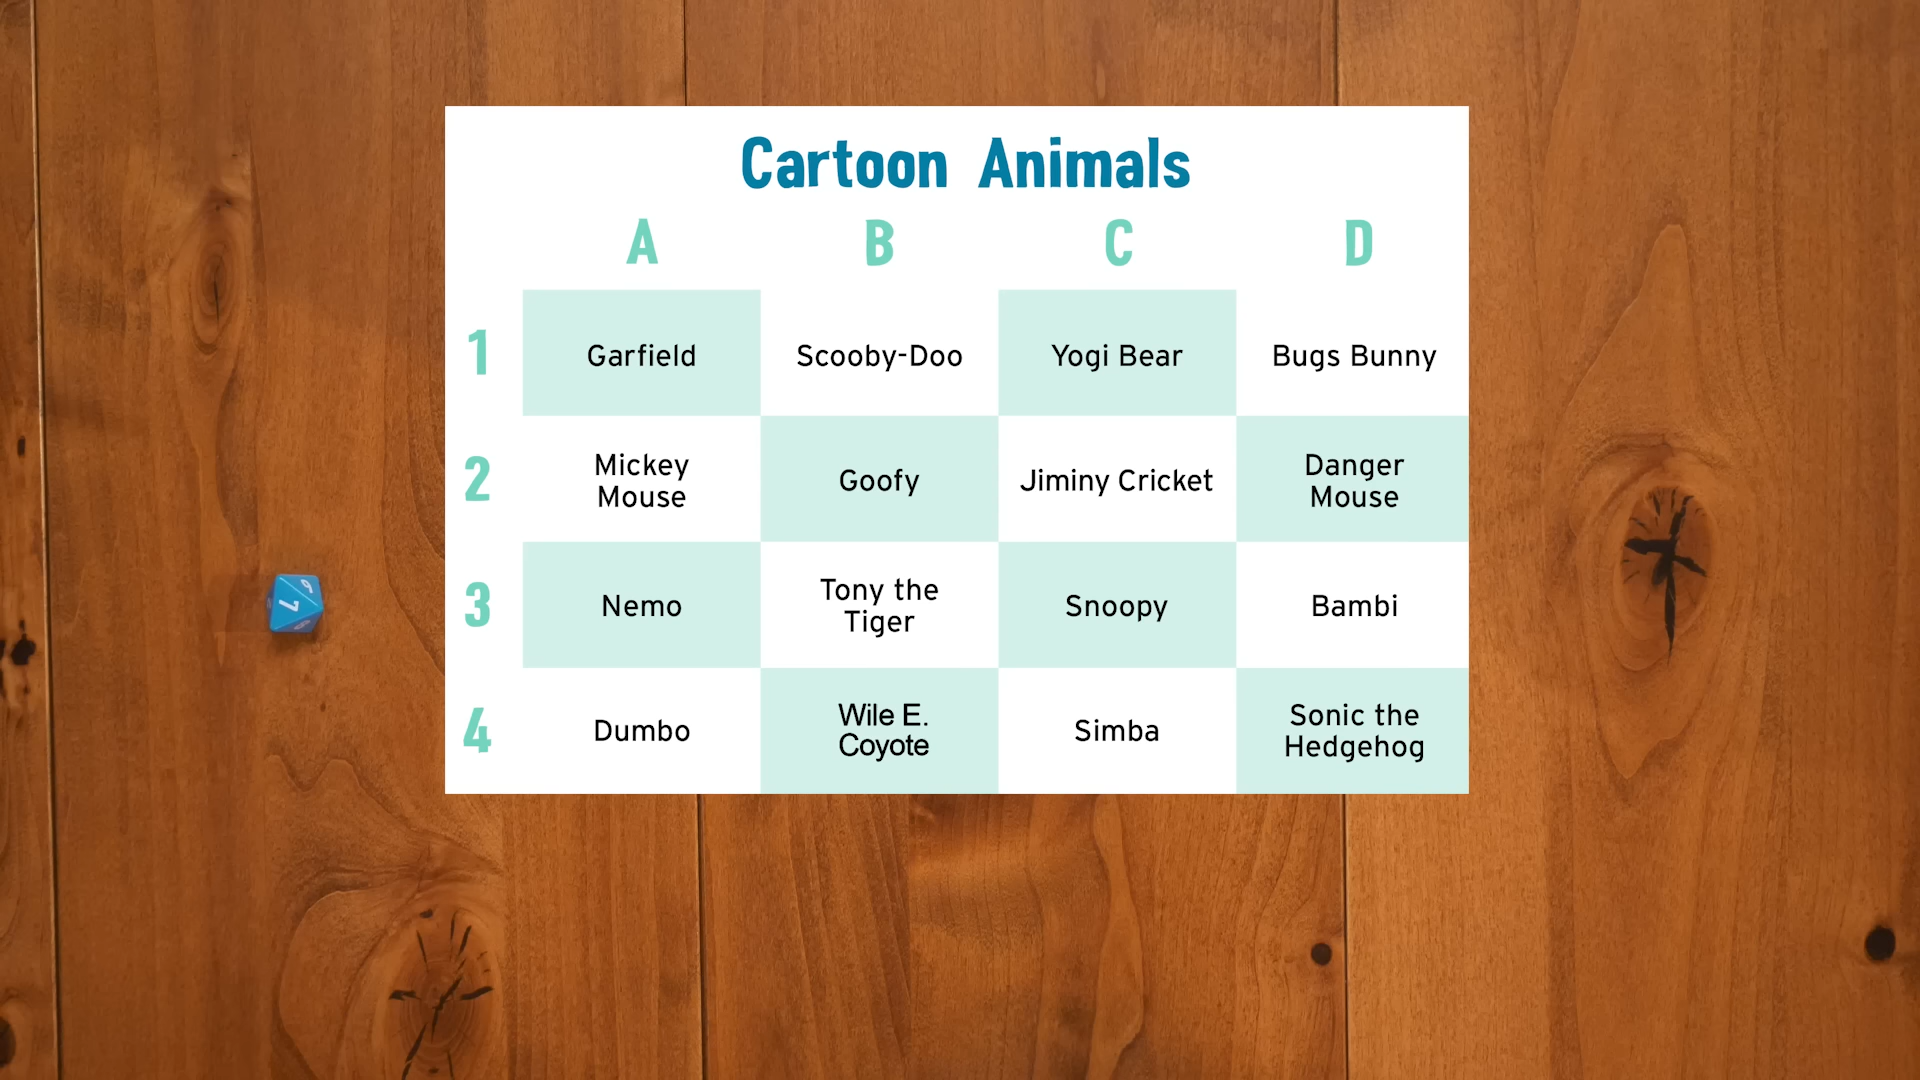 Cartoon Animals
A B C D
1 Garfield Scooby-Doo Yogi Bear Bugs Bunny
2 Mickey
Mouse Goofy Jiminy Cricket Danger
Mouse
3 Nemo Tony the
Tiger Snoopy Bambi
4 Dumbo Wile E.
Coyote Simba Sonic the
Hedgehog
7